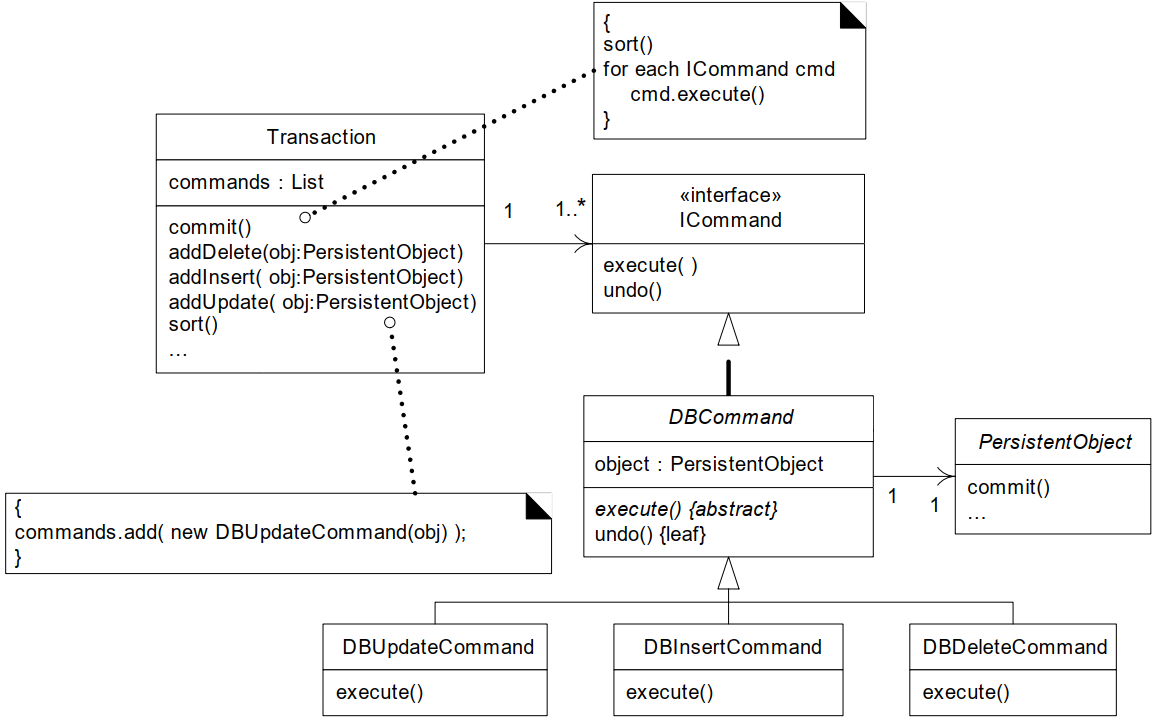 {
sort()
for each ICommand cmd
cmd.execute()
}
Transaction
commands : List
commit()
addDelete(obj:PersistentObject)
addInsert( obj:PersistentObject)
addUpdate( obj:PersistentObject)
sort()
...
1
1..*
«interface»
ICommand
execute( )
undo()
DBCommand
object : PersistentObject
execute() {abstract}
undo() {leaf}
1
1
PersistentObject
commit()
...
{
commands.add( new DBUpdateCommand(obj) );
}
DBUpdateCommand
execute()
DBInsertCommand
execute()
DBDeleteCommand
execute()